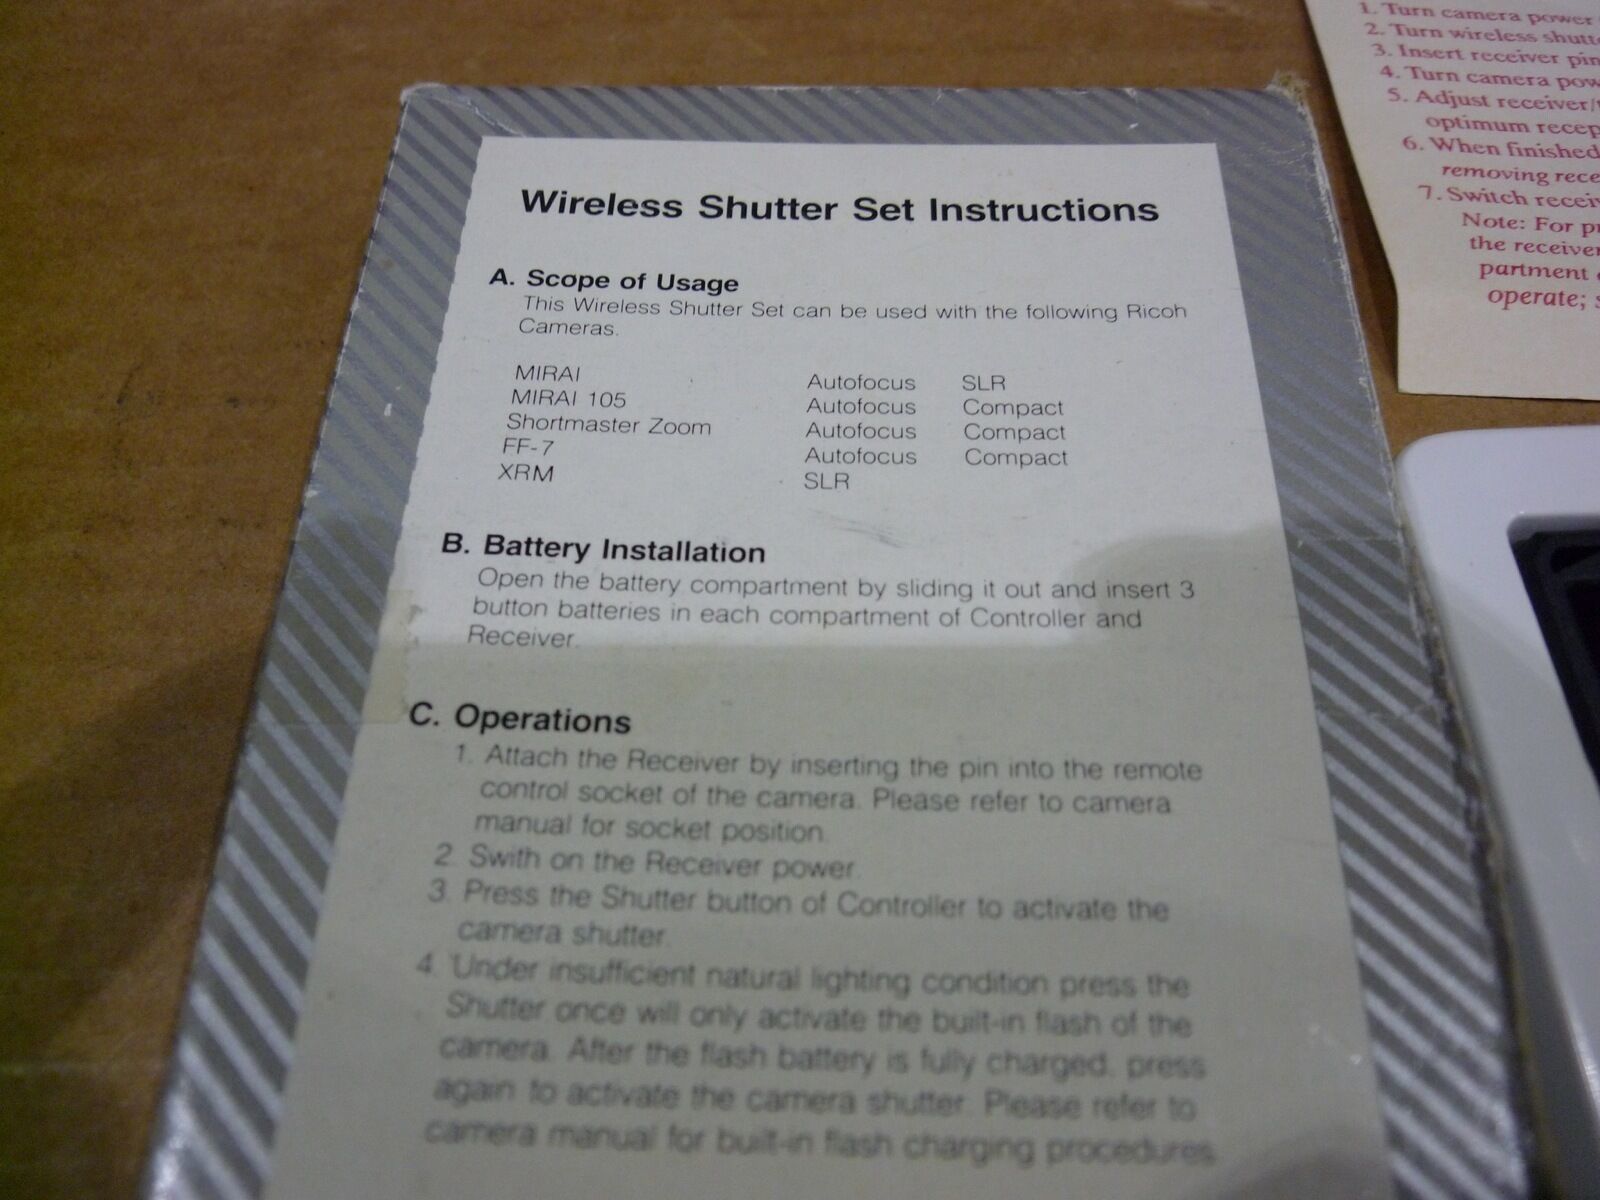 Wireless Shutter Set Instructions
A. Scope of Usage
This Wireless Shutter Set can be used with the following Ricoh
Cameras.
MIRAI Autofocus SLR
MIRAI 105 Autofocus Compact
Shortmaster Zoom Autofocus Compact
FF-7 Autofocus Compact
XRM SLR
B. Battery Installation
Open the battery compartment by sliding it out and insert 3
button batteries in each compartment of Controller and
Receiver.
C. Operations
1. Attach the Receiver by inserting the pin into the remote
control socket of the camera. Please refer to camera
manual for socket position.
2. Swith on the Receiver power.
3. Press the Shutter button of Controller to activate the
camera shutter.
4. Under insufficient natural lighting condition press the
Shutter once will only activate the built-in flash of the
camera. After the flash battery is fully charged, press
again to activate the camera shutter. Please refer to
camera manual for built-in flash charging procedures.
1. Turn camera power
2. Turn wireless
3. Insert receiver pin
4. Turn camera
5. Adjust receiver/
optimum
6. When finished
removing
7. Switch
Note: For
the receiver
partment
operate;